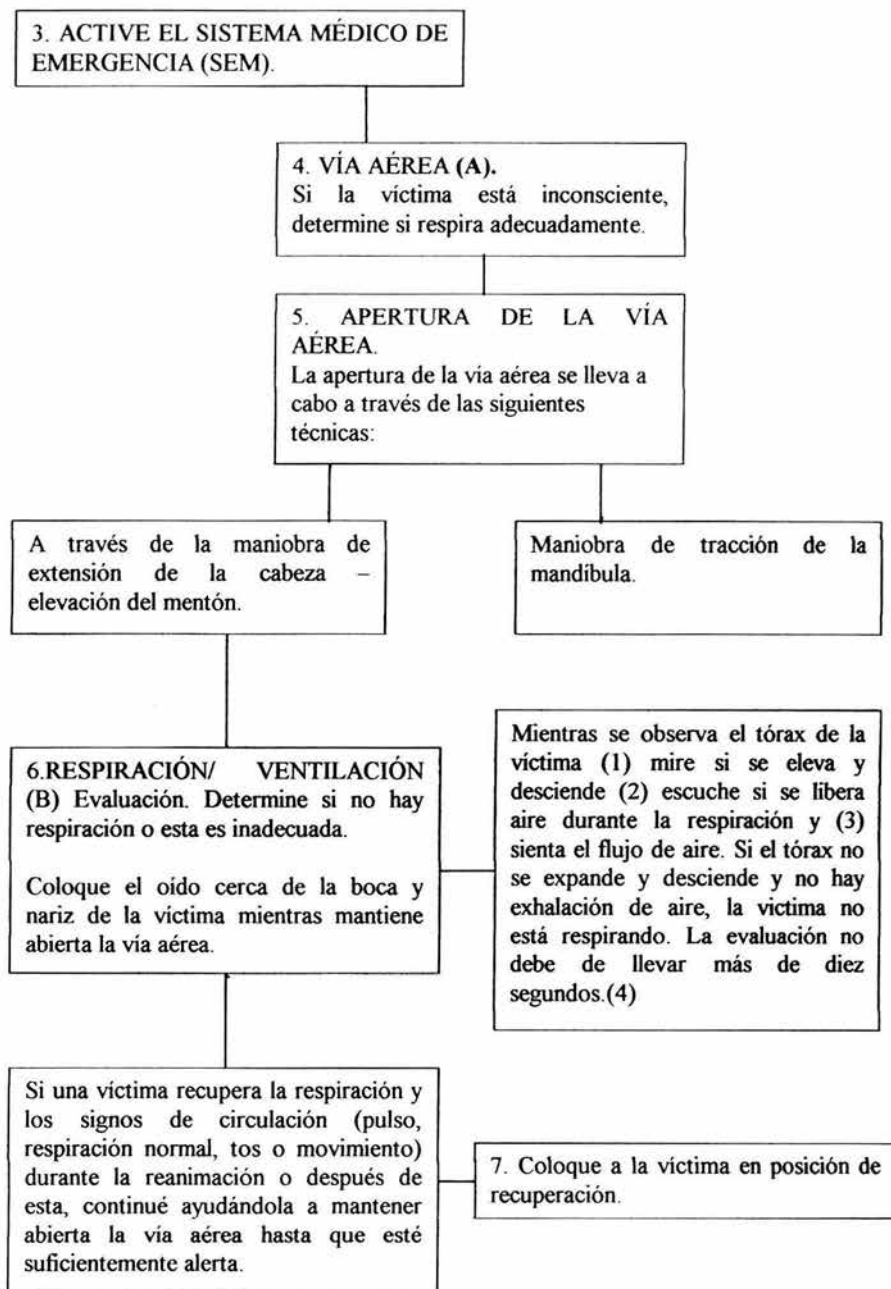 3. ACTIVE EL SISTEMA MÉDICO DE
EMERGENCIA (SEM).
4. VÍA AÉREA (A).
Si la víctima está inconsciente,
determine si respira adecuadamente.
5. APERTURA DE LA VÍA
AÉREA.
La apertura de la vía aérea se lleva a
cabo a través de las siguientes
técnicas:
A través de la maniobra de
extensión de la cabeza –
elevación del mentón.
Maniobra de tracción de la
mandíbula.
6.RESPIRACIÓN/ VENTILACIÓN
(B) Evaluación. Determine si no hay
respiración o esta es inadecuada.
Coloque el oído cerca de la boca y
nariz de la víctima mientras mantiene
abierta la vía aérea.
Mientras se observa el tórax de la
víctima (1) mire si se eleva y
desciende (2) escuche si se libera
aire durante la respiración y (3)
sienta el flujo de aire. Si el tórax no
se expande y desciende y no hay
exhalación de aire, la victima no
está respirando. La evaluación no
debe de llevar más de diez
segundos.(4)
Si una víctima recupera la respiración y
los signos de circulación (pulso,
respiración normal, tos o movimiento)
durante la reanimación o después de
esta, continué ayudándola a mantener
abierta la vía aérea hasta que esté
suficientemente alerta.
7. Coloque a la víctima en posición de
recuperación.